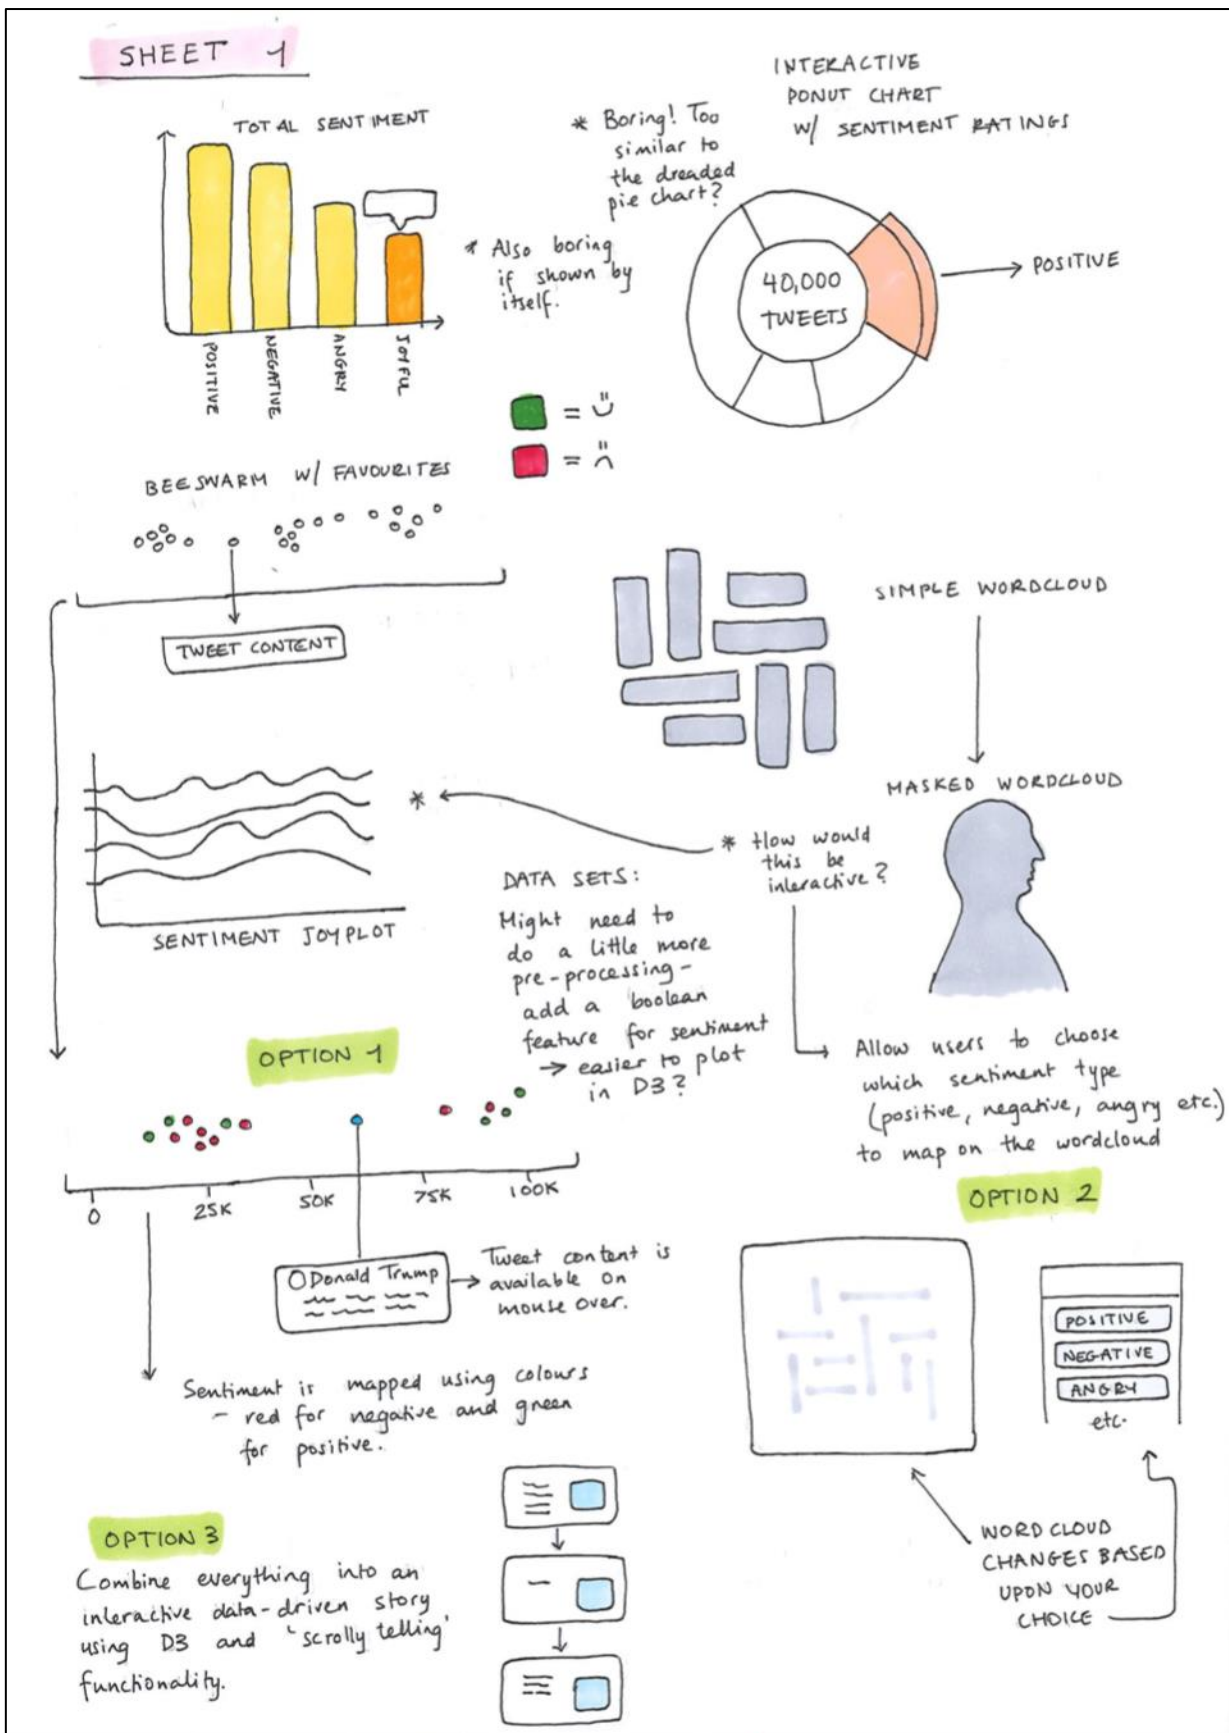 SHEET 1
TOTAL SENTIMENT
POSITIVE
NEGATIVE
ANGRY
JOYFUL
* Also boring
if shown by
itself.
* Boring! Too
similar to
the dreaded
pie chart?
INTERACTIVE
DONUT CHART
W/ SENTIMENT RATINGS
40,000
TWEETS
POSITIVE
= ü
= :(
BEESWARM W/ FAVOURITES
TWEET CONTENT
SIMPLE WORDCLOUD
MASKED WORDCLOUD
*
* How would
this be
interactive?
SENTIMENT JOYPLOT
DATA SETS:
Might need to
do a little more
pre-processing-
add a boolean
feature for sentiment
→ easier to plot
in D3?
Allow users to choose
which sentiment type
(positive, negative, angry etc.)
to map on the wordcloud
OPTION 1
0 25K 50K 75K 100K
Donald Trump
Tweet content is
available on
mouse over.
Sentiment is mapped using colours
- red for negative and green
for positive.
OPTION 2
POSITIVE
NEGATIVE
ANGRY
etc.
WORDCLOUD
CHANGES BASED
UPON YOUR
CHOICE
OPTION 3
Combine everything into an
interactive data-driven story
using D3 and 'scrolly telling'
functionality.